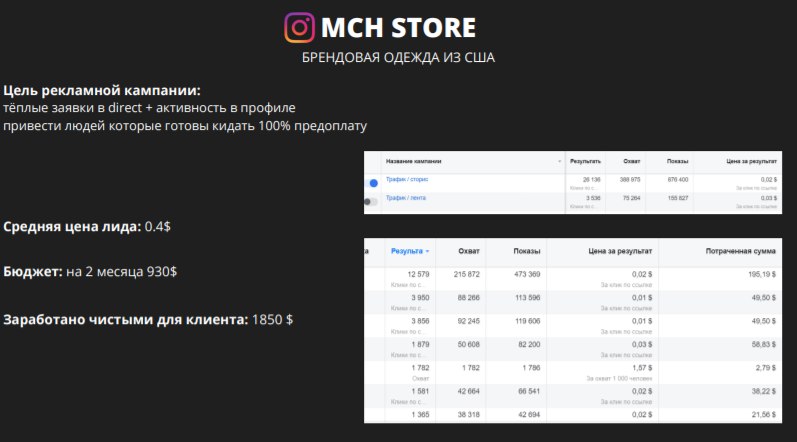 MCH STORE
БРЕНДОВАЯ ОДЕЖДА ИЗ США
Цель рекламной кампании:
тёплые заявки в direct + активность в профиле
привести людей которые готовы кидать 100% предоплату
Название кампании Результать Охват Показы Цена за результат
Трафик / сторис 26 136 388 975 878 400 0,02 $
Клики по с... За клик по ссылке
Трафик / лента 3 536 75 264 155 827 0,03 $
Клики по с... За клик по ссылке
Средняя цена лида: 0.4$
Бюджет: на 2 месяца 930$
Заработано чистыми для клиента: 1850 $
а Результа Охват Показы Цена за результат Потраченная сумма
12 579 215 872 473 369 0,02 $ 195,19 $
Клики по с... За клик по ссылке
3 950 88 266 113 596 0,01 $ 49,50 $
Клики по с... За клик по ссылке
3 856 92 245 119 606 0,01 $ 49,50 $
Клики по с... За клик по ссылке
1 879 50 608 82 200 0,03 $ 58,83 $
Клики по с... За клик по ссылке
1 782 1 782 1 786 1,57 $ 2,79 $
Охват За охват 1 000 человек
1 581 42 664 66 541 0,02 $ 38,22 $
Клики по с... За клик по ссылке
1 365 38 318 42 694 0,02 $ 21,56 $